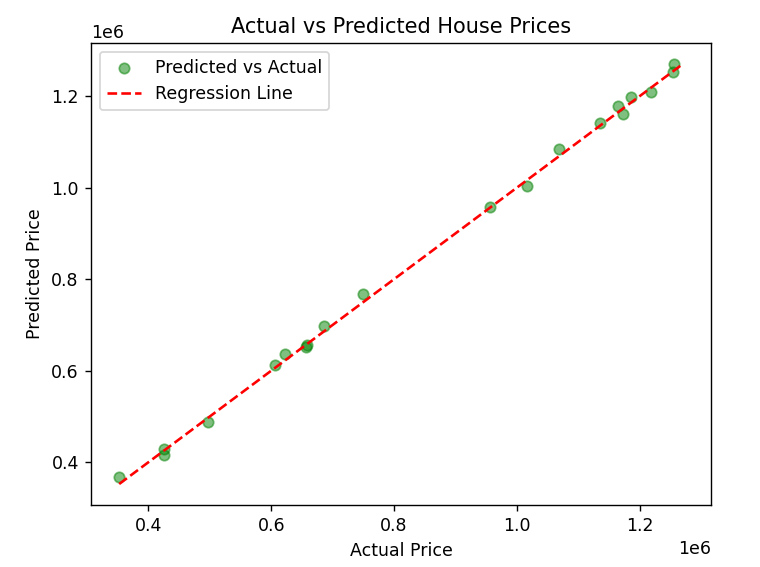 Actual vs Predicted House Prices
1e6
Predicted vs Actual
Regression Line
1.2
1.0
0.8
0.6
0.4
Predicted Price
0.4 0.6 0.8 1.0 1.2
Actual Price
1e6